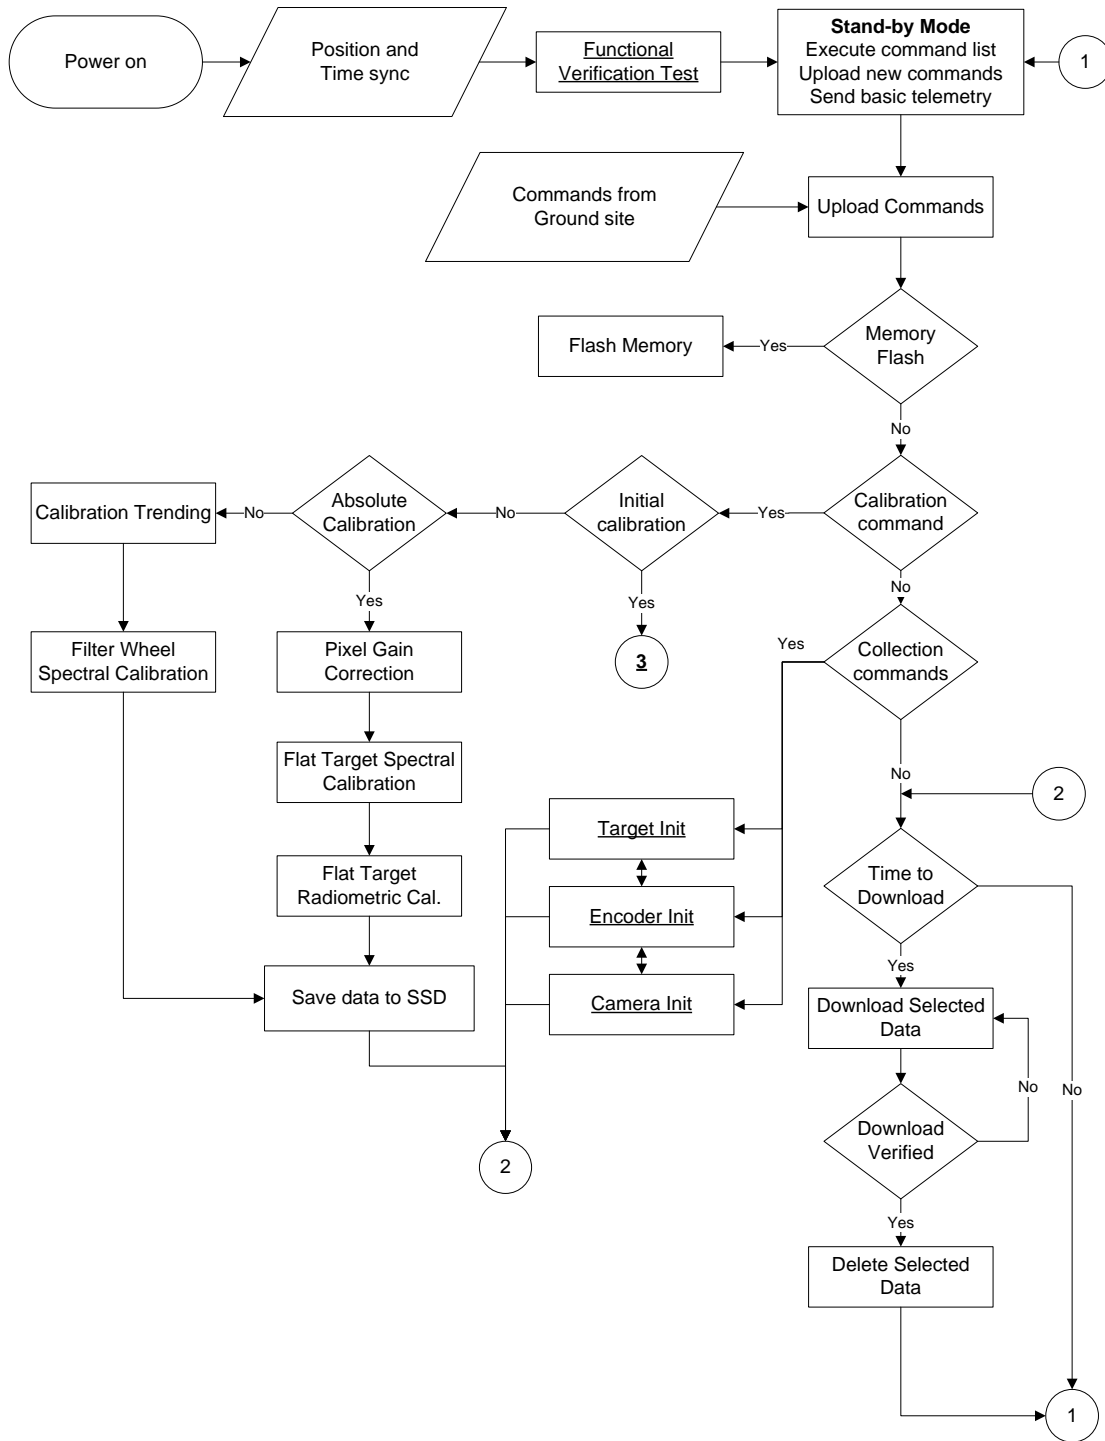 Power on
Position and
Time sync
Functional
Verification Test
Stand-by Mode
Execute command list
Upload new commands
Send basic telemetry
1
Commands from
Ground site
Upload Commands
Flash Memory
Yes
Memory
Flash
No
Calibration Trending
No
Absolute
Calibration
No
Initial
calibration
Yes
Calibration
command
Yes
Yes
No
Filter Wheel
Spectral Calibration
Pixel Gain
Correction
3
Yes
Collection
commands
Flat Target Spectral
Calibration
No
2
Target Init
Flat Target
Radiometric Cal.
Time to
Download
Encoder Init
Yes
Save data to SSD
Camera Init
Download Selected
Data
No
No
Download
Verified
2
Yes
Delete Selected
Data
1